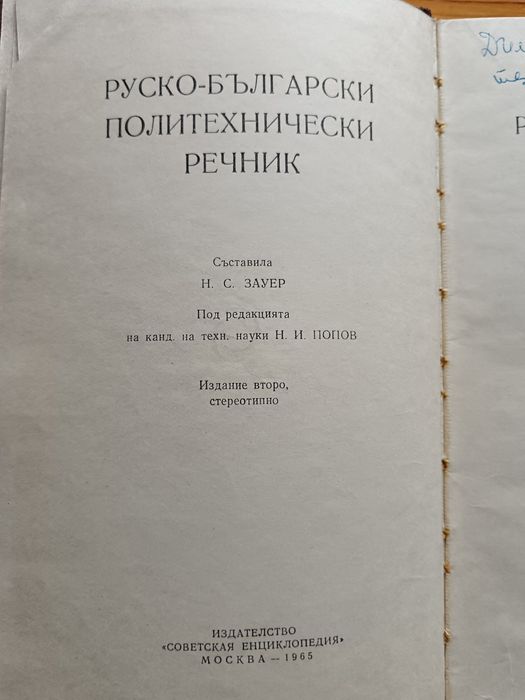 РУСКО-БЪЛГАРСКИ
ПОЛИТЕХНИЧЕСКИ
РЕЧНИК
Съставила
Н. С. ЗАУЕР
Под редакцията
на канд. на техн. науки Н. И. ПОПОВ
Издание второ,
стереотипно
ИЗДАТЕЛСТВО
«СОВЕТСКАЯ ЕНЦИКЛОПЕДИЯ»
МОСКВА — 1965
Р